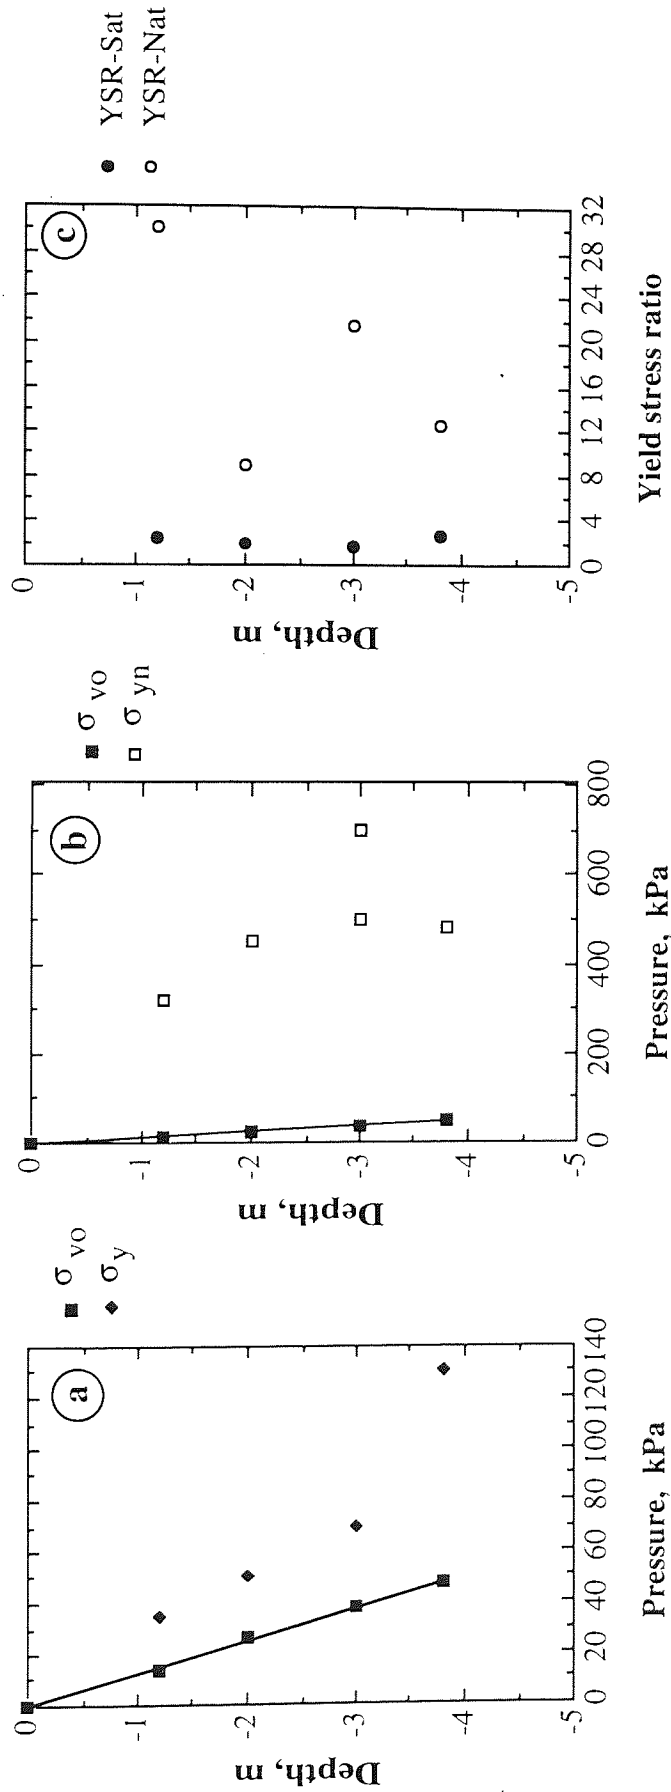 a
σ vo
σ y
0
-1
-2
-3
-4
-5
Depth, m
0 20 40 60 80 100 120 140
Pressure, kPa
b
σ vo
σ yn
0
-1
-2
-3
-4
-5
Depth, m
0 200 400 600 800
Pressure, kPa
c
YSR-Sat
YSR-Nat
0
-1
-2
-3
-4
-5
Depth, m
0 4 8 12 16 20 24 28 32
Yield stress ratio